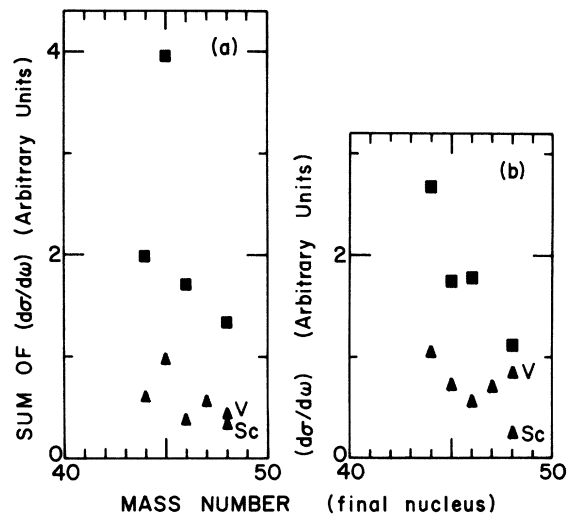 SUM OF (dσ/dω) (Arbitrary Units)
4
2
0
(a)
V
Sc
40
50
(dσ/dω) (Arbitrary Units)
2
0
(b)
V
Sc
40
50
MASS NUMBER (final nucleus)